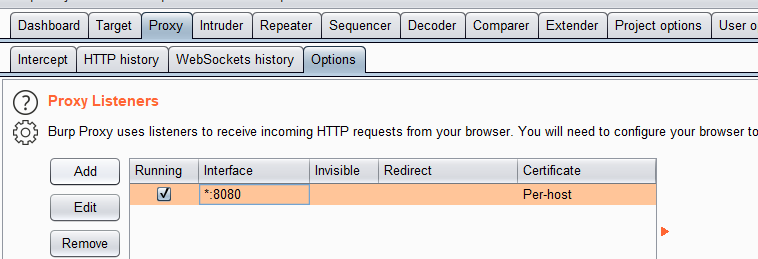 Dashboard Target Proxy Intruder Repeater Sequencer Decoder Comparer Extender Project options User o
Intercept HTTP history WebSockets history Options
? Proxy Listeners
Burp Proxy uses listeners to receive incoming HTTP requests from your browser. You will need to configure your browser to
Add Running Interface Invisible Redirect Certificate
*:8080 Per-host
Edit
Remove